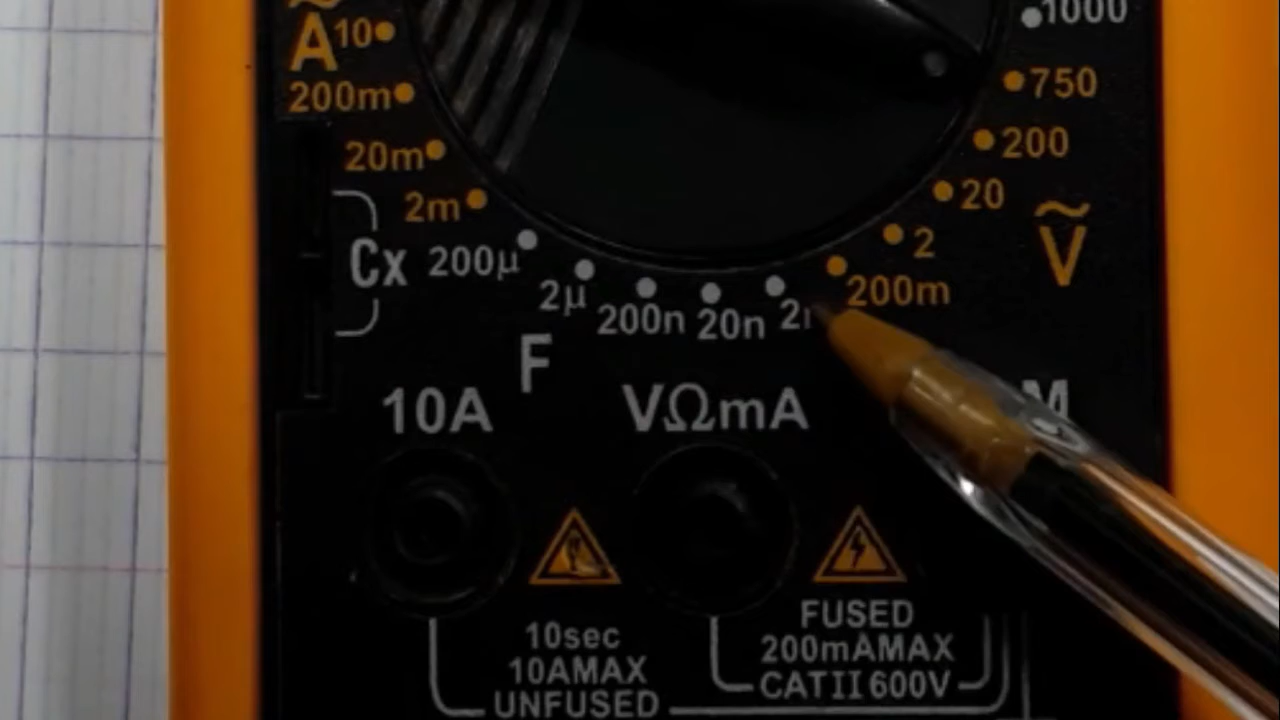 1000
Ã 10
750
200m
200
20m
20
2m
2
Ṽ
Cx
200µ
2µ
200n
20n
200m
F
10A
VΩmA
10sec
10AMAX
UNFUSED
FUSED
200mAMAX
CATII 600V